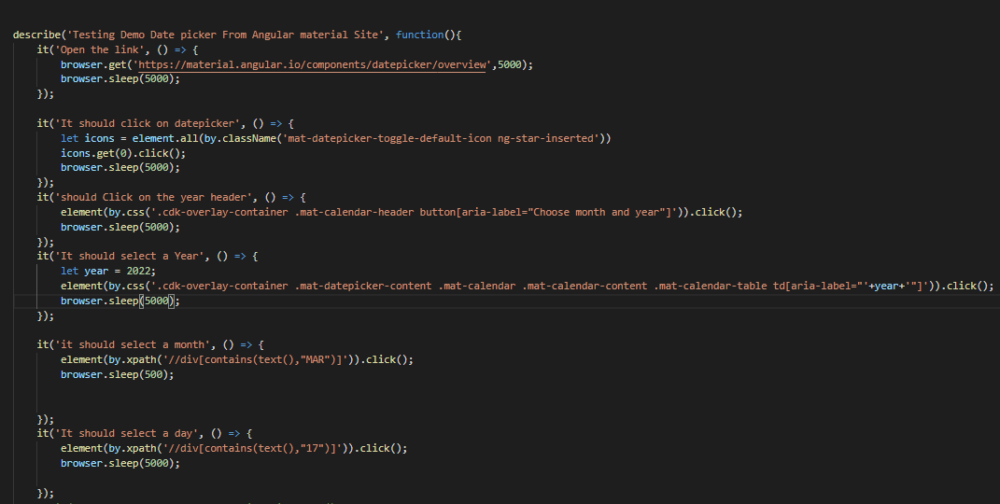 describe('Testing Demo Date picker From Angular material Site', function(){
it('Open the link', () => {
browser.get('https://material.angular.io/components/datepicker/overview',5000);
browser.sleep(5000);
});
it('It should click on datepicker', () => {
let icons = element.all(by.className('mat-datepicker-toggle-default-icon ng-star-inserted'))
icons.get(0).click();
browser.sleep(5000);
});
it('should Click on the year header', () => {
element(by.css('.cdk-overlay-container .mat-calendar-header button[aria-label="Choose month and year"]')).click();
browser.sleep(5000);
});
it('It should select a Year', () => {
let year = 2022;
element(by.css('.cdk-overlay-container .mat-datepicker-content .mat-calendar .mat-calendar-content .mat-calendar-table td[aria-label="'+year+'"]')).click();
browser.sleep(5000);
});
it('it should select a month', () => {
element(by.xpath('//div[contains(text(),"MAR")]')).click();
browser.sleep(500);
});
it('It should select a day', () => {
element(by.xpath('//div[contains(text(),"17")]')).click();
browser.sleep(5000);
});